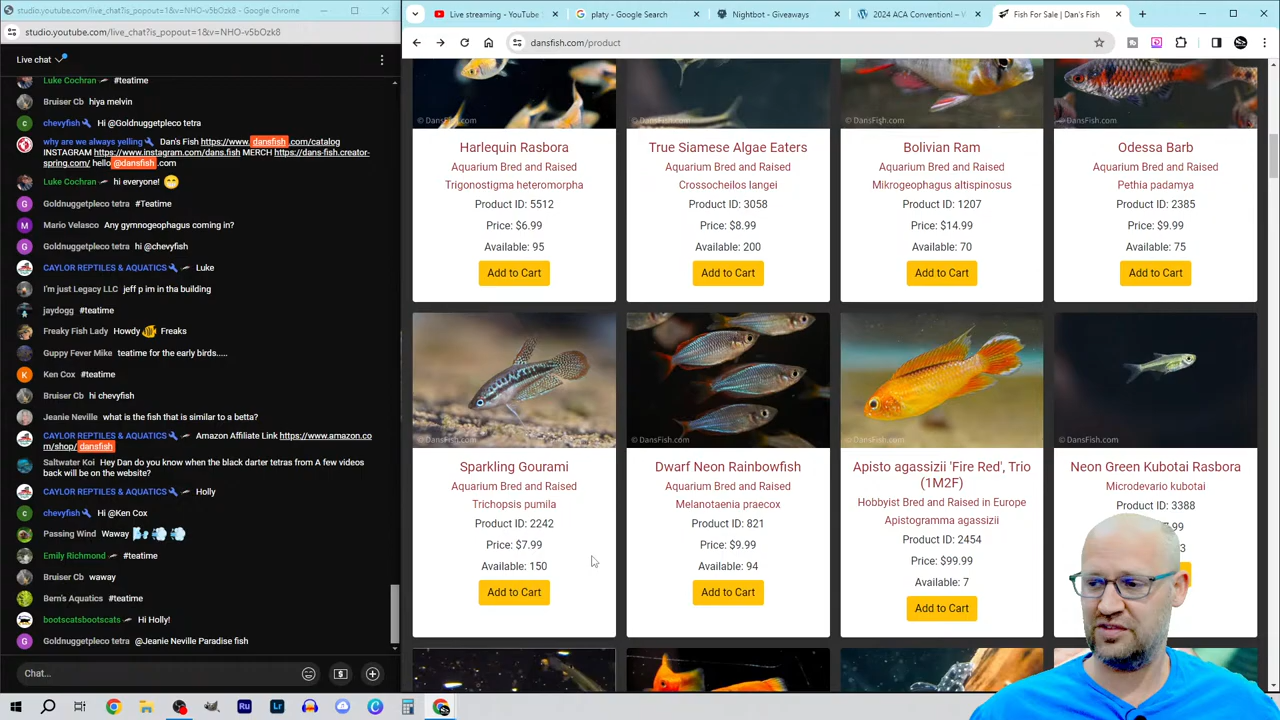 studio.youtube.com/live_chat?is_popout=1&v=NHO-v5bOzk8 - Google Chrome
studio.youtube.com/live_chat?is_popout=1&v=NHO-v5bOzk8
Live chat
Luke Cochran #teatime
Bruiser Cb hiya melvin
chevyfish Hi @Goldnuggetpleco tetra
why are we always yelling Dan's Fish https://www.dansfish.com/catalog
INSTAGRAM https://www.instagram.com/dans.fish MERCH https://dans-fish.creator-
spring.com/ hello@dansfish.com
Luke Cochran hi everyone! 😁
Goldnuggetpleco tetra #Teatime
Mario Velasco Any gymnogeophagus coming in?
Goldnuggetpleco tetra hi @chevyfish
CAYLOR REPTILES & AQUATICS Luke
I'm just Legacy LLC jeff p im in tha building
jaydogg #teatime
Freaky Fish Lady Howdy 🐠 Freaks
Guppy Fever Mike teatime for the early birds.....
Ken Cox #teatime
Bruiser Cb hi chevyfish
Jeanie Neville what is the fish that is similar to a betta?
CAYLOR REPTILES & AQUATICS Amazon Affiliate Link https://www.amazon.co
m/shop/dansfish
Saltwater Koi Hey Dan do you know when the black darter tetras from A few videos
back will be on the website?
CAYLOR REPTILES & AQUATICS Holly
chevyfish Hi @Ken Cox
Passing Wind Waway 🌬💨💨
Emily Richmond #teatime
Bruiser Cb waway
Bern's Aquatics #teatime
bootscatsbootscats Hi Holly!
Goldnuggetpleco tetra @Jeanie Neville Paradise fish
Chat...
Live streaming - YouTube S
platy - Google Search
Nightbot - Giveaways
2024 ACA Convention! –
Fish For Sale | Dan's Fish
dansfish.com/product
© DansFish.com
© DansFish.com
© DansFish.com
© DansFish.com
Harlequin Rasbora
Aquarium Bred and Raised
Trigonostigma heteromorpha
Product ID: 5512
Price: $6.99
Available: 95
Add to Cart
True Siamese Algae Eaters
Aquarium Bred and Raised
Crossocheilos langei
Product ID: 3058
Price: $8.99
Available: 200
Add to Cart
Bolivian Ram
Aquarium Bred and Raised
Mikrogeophagus altispinosus
Product ID: 1207
Price: $14.99
Available: 70
Add to Cart
Odessa Barb
Aquarium Bred and Raised
Pethia padamya
Product ID: 2385
Price: $9.99
Available: 75
Add to Cart
© DansFish.com
© DansFish.com
© DansFish.com
© DansFish.com
Sparkling Gourami
Aquarium Bred and Raised
Trichopsis pumila
Product ID: 2242
Price: $7.99
Available: 150
Add to Cart
Dwarf Neon Rainbowfish
Aquarium Bred and Raised
Melanotaenia praecox
Product ID: 821
Price: $9.99
Available: 94
Add to Cart
Apisto agassizii 'Fire Red', Trio
(1M2F)
Hobbyist Bred and Raised in Europe
Apistogramma agassizii
Product ID: 2454
Price: $99.99
Available: 7
Add to Cart
Neon Green Kubotai Rasbora
Microdevario kubotai
Product ID: 3388